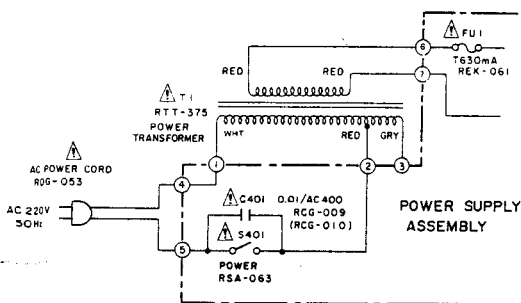 FU1
T630mA
REK-061
6
7
RED
RED
T1
RTT-375
POWER
TRANSFORMER
WHT
RED
GRY
AC POWER CORD
RDG-053
1
2
3
4
AC 220V
50Hz
C401 0.01/AC400
RCG-009
(RCG-010)
POWER SUPPLY
ASSEMBLY
5
S401
POWER
RSA-063